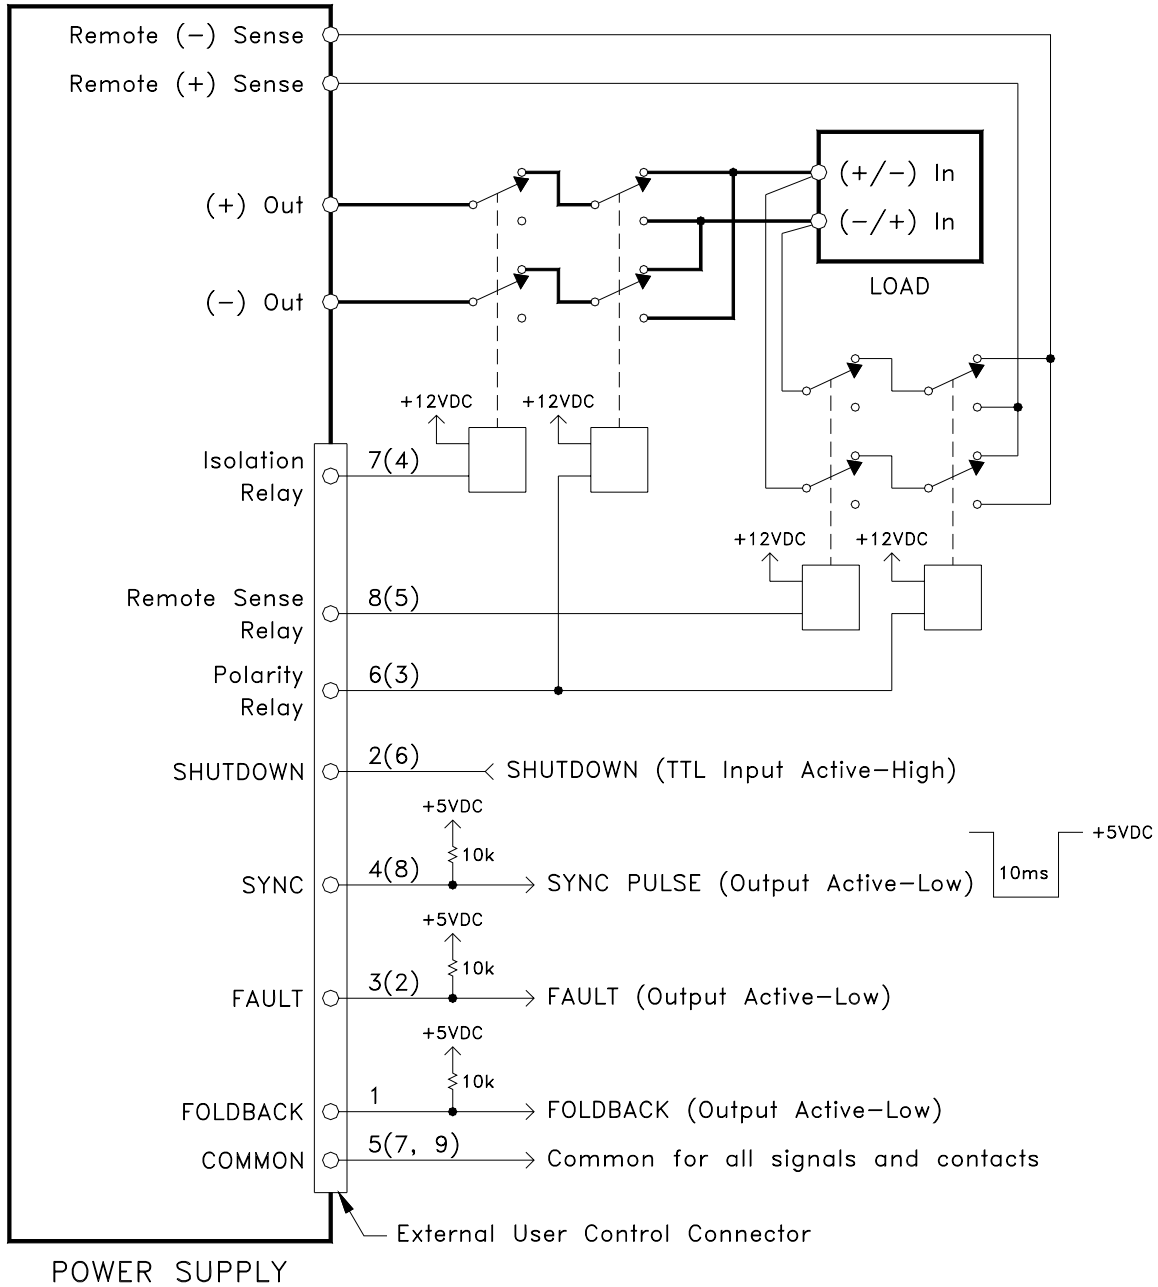 Remote (-) Sense
Remote (+) Sense
(+) Out
(-) Out
(+/-) In
(-/+) In
LOAD
+12VDC
+12VDC
Isolation
Relay
7(4)
+12VDC
+12VDC
Remote Sense
Relay
8(5)
Polarity
Relay
6(3)
SHUTDOWN
2(6)
SHUTDOWN (TTL Input Active-High)
+5VDC
10k
SYNC
4(8)
SYNC PULSE (Output Active-Low)
10ms
+5VDC
+5VDC
10k
FAULT
3(2)
FAULT (Output Active-Low)
+5VDC
10k
FOLDBACK
1
FOLDBACK (Output Active-Low)
COMMON
5(7, 9)
Common for all signals and contacts
External User Control Connector
POWER SUPPLY